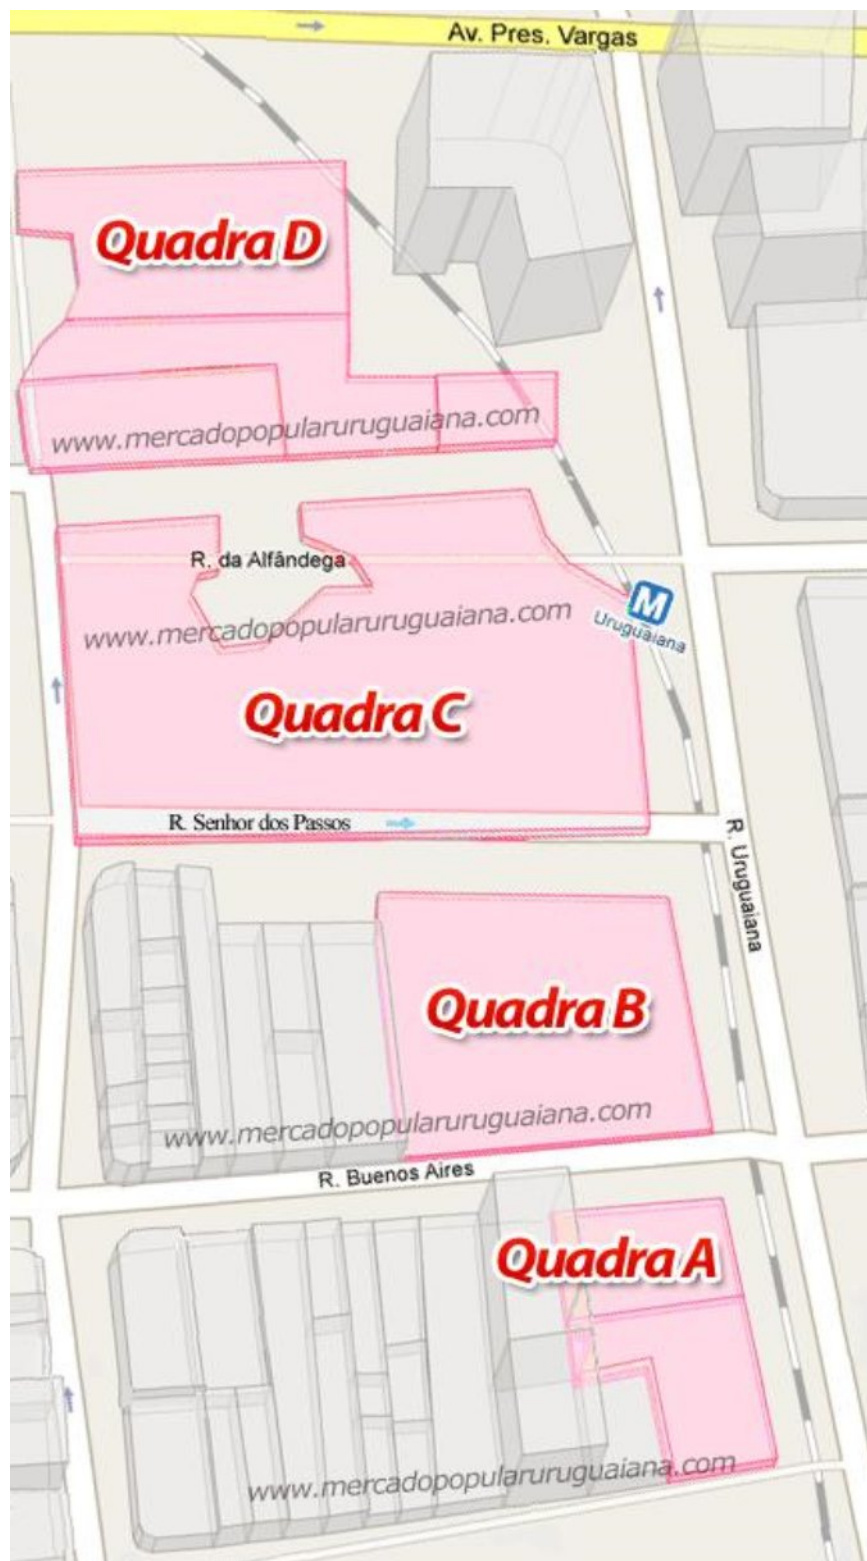 Av. Pres. Vargas
Quadra D
www.mercadopopularuruguaiana.com
R. da Alfândega
www.mercadopopularuruguaiana.com
M
Uruguaiana
Quadra C
R. Senhor dos Passos
R. Uruguaiana
Quadra B
www.mercadopopularuruguaiana.com
R. Buenos Aires
Quadra A
www.mercadopopularuruguaiana.com